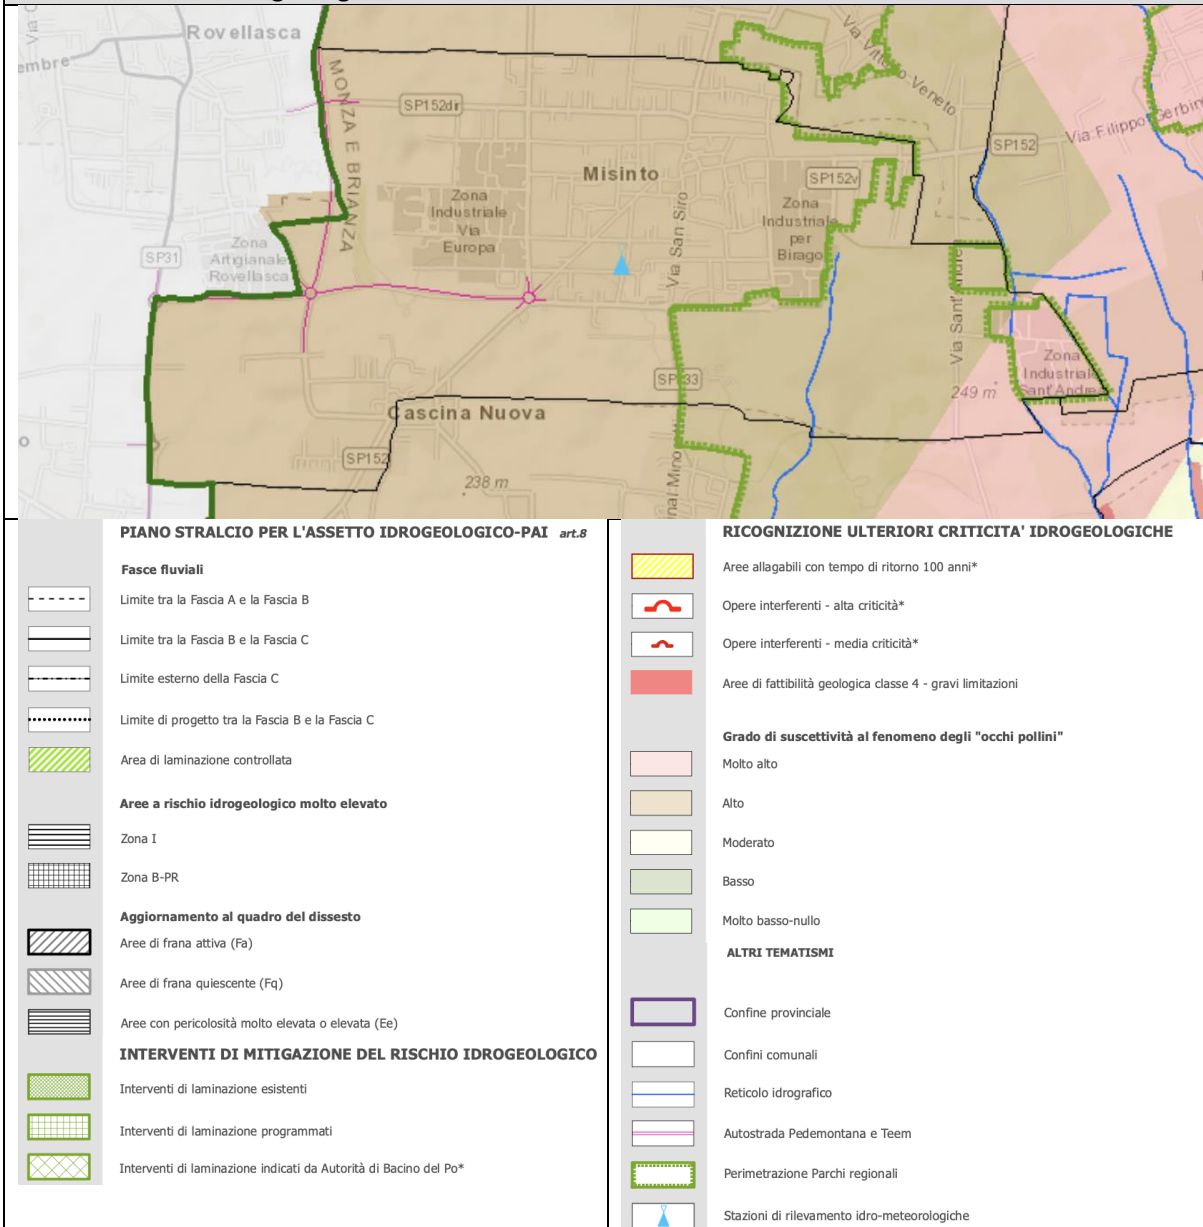 Rovellasca
Via Vittorio Veneto
MONZA E BRIANZA
SP152dir
Via Filippo Gerbin
SP152
Misinto
SP152v
Zona
Industriale
Via
Europa
Via San Siro
Zona
Industriale
per
Birago
Zona
Artigianale
Rovellasca
SP31
Via Sant'Andre
Zona
Industriale
Sant'Andrea
SP133
249 m
Cascina Nuova
SP152
238 m
inal Mino
PIANO STRALCIO PER L'ASSETTO IDROGEOLOGICO-PAI art.8
Fasce fluviali
Limite tra la Fascia A e la Fascia B
Limite tra la Fascia B e la Fascia C
Limite esterno della Fascia C
Limite di progetto tra la Fascia B e la Fascia C
Area di laminazione controllata
Aree a rischio idrogeologico molto elevato
Zona I
Zona B-PR
Aggiornamento al quadro del dissesto
Aree di frana attiva (Fa)
Aree di frana quiescente (Fq)
Aree con pericolosità molto elevata o elevata (Ee)
INTERVENTI DI MITIGAZIONE DEL RISCHIO IDROGEOLOGICO
Interventi di laminazione esistenti
Interventi di laminazione programmati
Interventi di laminazione indicati da Autorità di Bacino del Po*
RICOGNIZIONE ULTERIORI CRITICITA' IDROGEOLOGICHE
Aree allagabili con tempo di ritorno 100 anni*
Opere interferenti - alta criticità*
Opere interferenti - media criticità*
Aree di fattibilità geologica classe 4 - gravi limitazioni
Grado di suscettività al fenomeno degli "occhi pollini"
Molto alto
Alto
Moderato
Basso
Molto basso-nullo
ALTRI TEMATISMI
Confine provinciale
Confini comunali
Reticolo idrografico
Autostrada Pedemontana e Teem
Perimetrazione Parchi regionali
Stazioni di rilevamento idro-meteorologiche